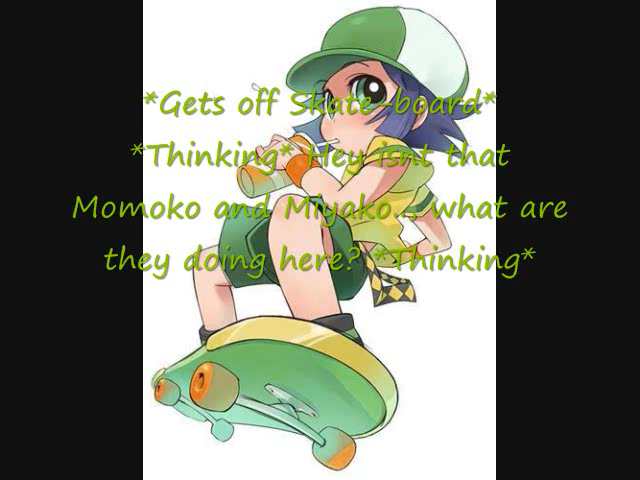 *Gets off Skate-board*
*Thinking* Hey isnt that
Momoko and Miyako... what are
they doing here? *Thinking*